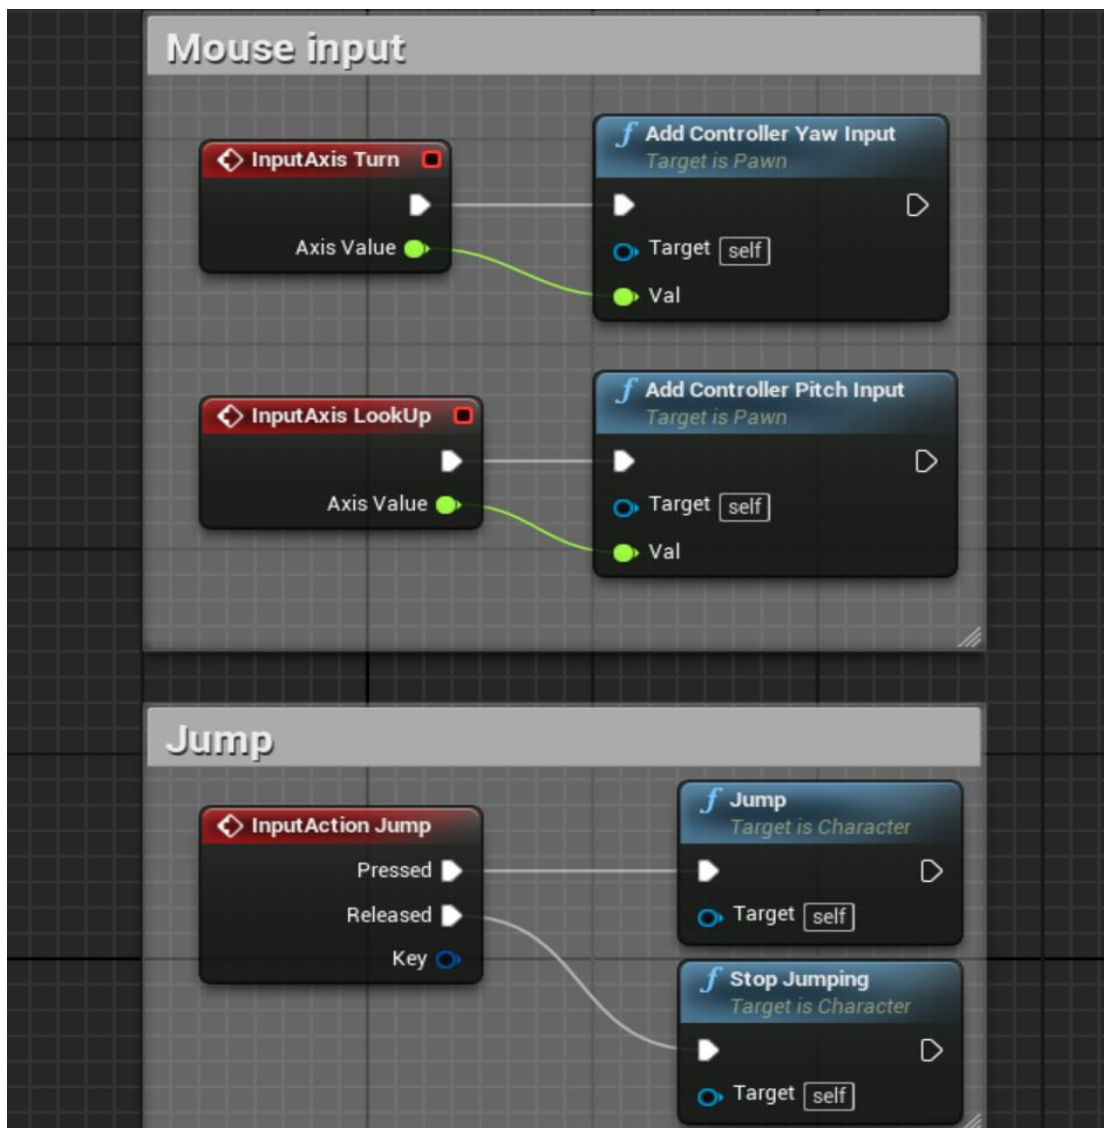 Mouse input
InputAxis Turn
Axis Value
Add Controller Yaw Input
Target is Pawn
Target self
Val
InputAxis LookUp
Axis Value
Add Controller Pitch Input
Target is Pawn
Target self
Val
Jump
InputAction Jump
Pressed
Released
Key
Jump
Target is Character
Target self
Stop Jumping
Target is Character
Target self